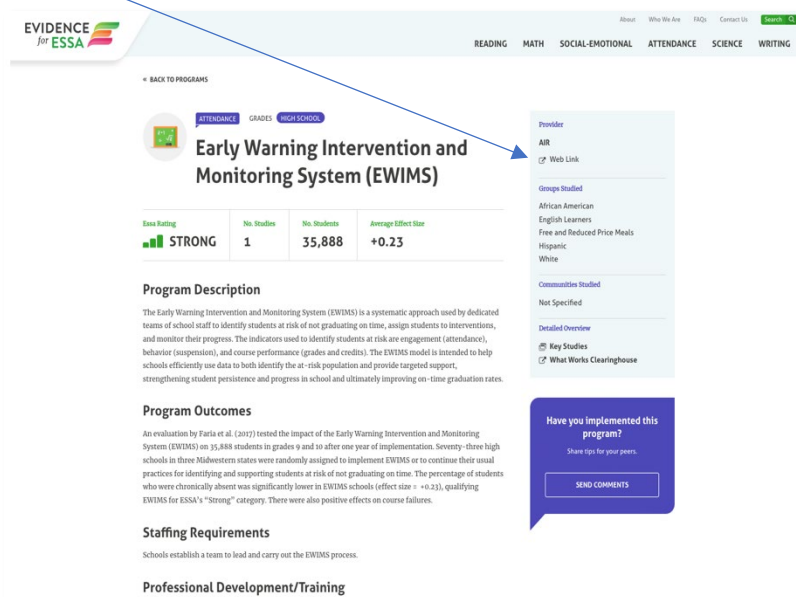 EVIDENCE
for ESSA
About Who We Are FAQs Contact Us Search
READING MATH SOCIAL-EMOTIONAL ATTENDANCE SCIENCE WRITING
« BACK TO PROGRAMS
ATTENDANCE GRADES HIGH SCHOOL
Early Warning Intervention and
Monitoring System (EWIMS)
Essa Rating No. Studies No. Students Average Effect Size
STRONG 1 35,888 +0.23
Program Description
The Early Warning Intervention and Monitoring System (EWIMS) is a systematic approach used by dedicated
teams of school staff to identify students at risk of not graduating on time, assign students to interventions,
and monitor their progress. The indicators used to identify students at risk are engagement (attendance),
behavior (suspension), and course performance (grades and credits). The EWIMS model is intended to help
schools efficiently use data to both identify the at-risk population and provide targeted support,
strengthening student persistence and progress in school and ultimately improving on-time graduation rates.
Program Outcomes
An evaluation by Faria et al. (2017) tested the impact of the Early Warning Intervention and Monitoring
System (EWIMS) on 35,888 students in grades 9 and 10 after one year of implementation. Seventy-three high
schools in three Midwestern states were randomly assigned to implement EWIMS or to continue their usual
practices for identifying and supporting students at risk of not graduating on time. The percentage of students
who were chronically absent was significantly lower in EWIMS schools (effect size = +0.23), qualifying
EWIMS for ESSA's "Strong" category. There were also positive effects on course failures.
Staffing Requirements
Schools establish a team to lead and carry out the EWIMS process.
Professional Development/Training
Provider
AIR
Web Link
Groups Studied
African American
English Learners
Free and Reduced Price Meals
Hispanic
White
Communities Studied
Not Specified
Detailed Overview
Key Studies
What Works Clearinghouse
Have you implemented this
program?
Share tips for your peers.
SEND COMMENTS